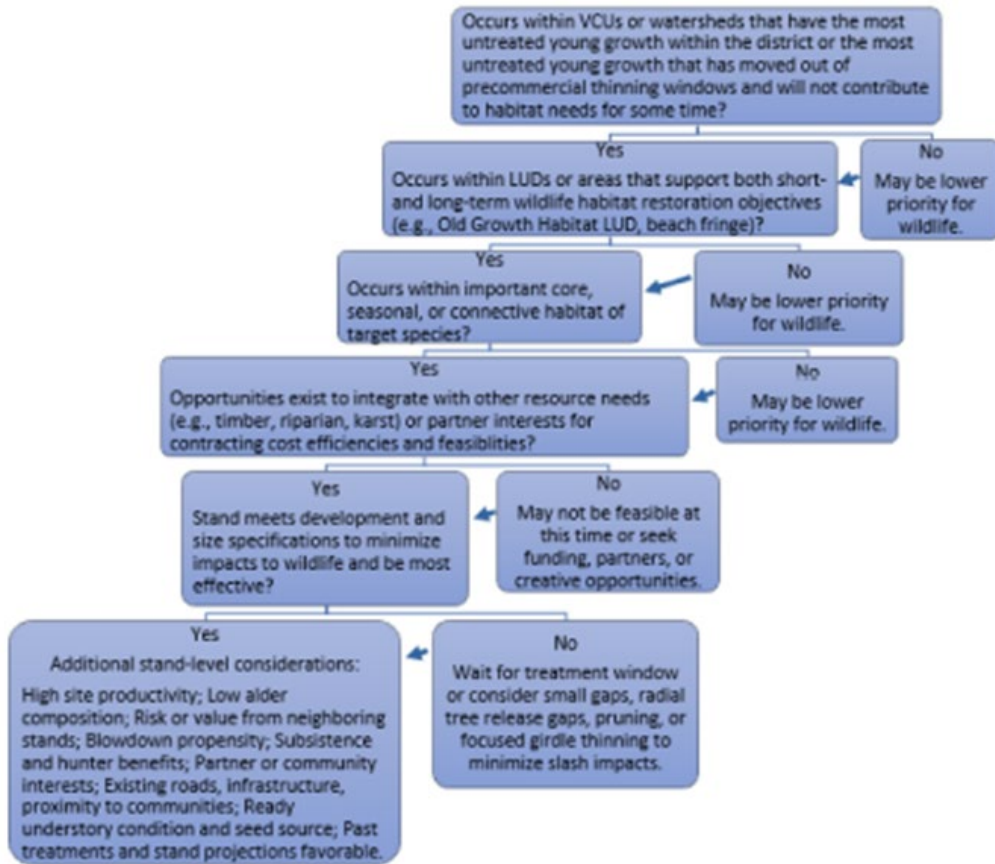 Occurs within VCUs or watersheds that have the most
untreated young growth within the district or the most
untreated young growth that has moved out of
precommercial thinning windows and will not contribute
to habitat needs for some time?
Yes
Occurs within LUDs or areas that support both short-
and long-term wildlife habitat restoration objectives
(e.g., Old Growth Habitat LUD, beach fringe)?
No
May be lower
priority for
wildlife.
Yes
Occurs within important core,
seasonal, or connective habitat of
target species?
No
May be lower priority
for wildlife.
Yes
Opportunities exist to integrate with other resource needs
(e.g., timber, riparian, karst) or partner interests for
contracting cost efficiencies and feasiblities?
No
May be lower
priority for wildlife.
Yes
Stand meets development and
size specifications to minimize
impacts to wildlife and be most
effective?
No
May not be feasible at
this time or seek
funding, partners, or
creative opportunities.
Yes
Additional stand-level considerations:
High site productivity; Low alder
composition; Risk or value from neighboring
stands; Blowdown propensity; Subsistence
and hunter benefits; Partner or community
interests; Existing roads, infrastructure,
proximity to communities; Ready
understory condition and seed source; Past
treatments and stand projections favorable.
No
Wait for treatment window
or consider small gaps, radial
tree release gaps, pruning, or
focused girdle thinning to
minimize slash impacts.